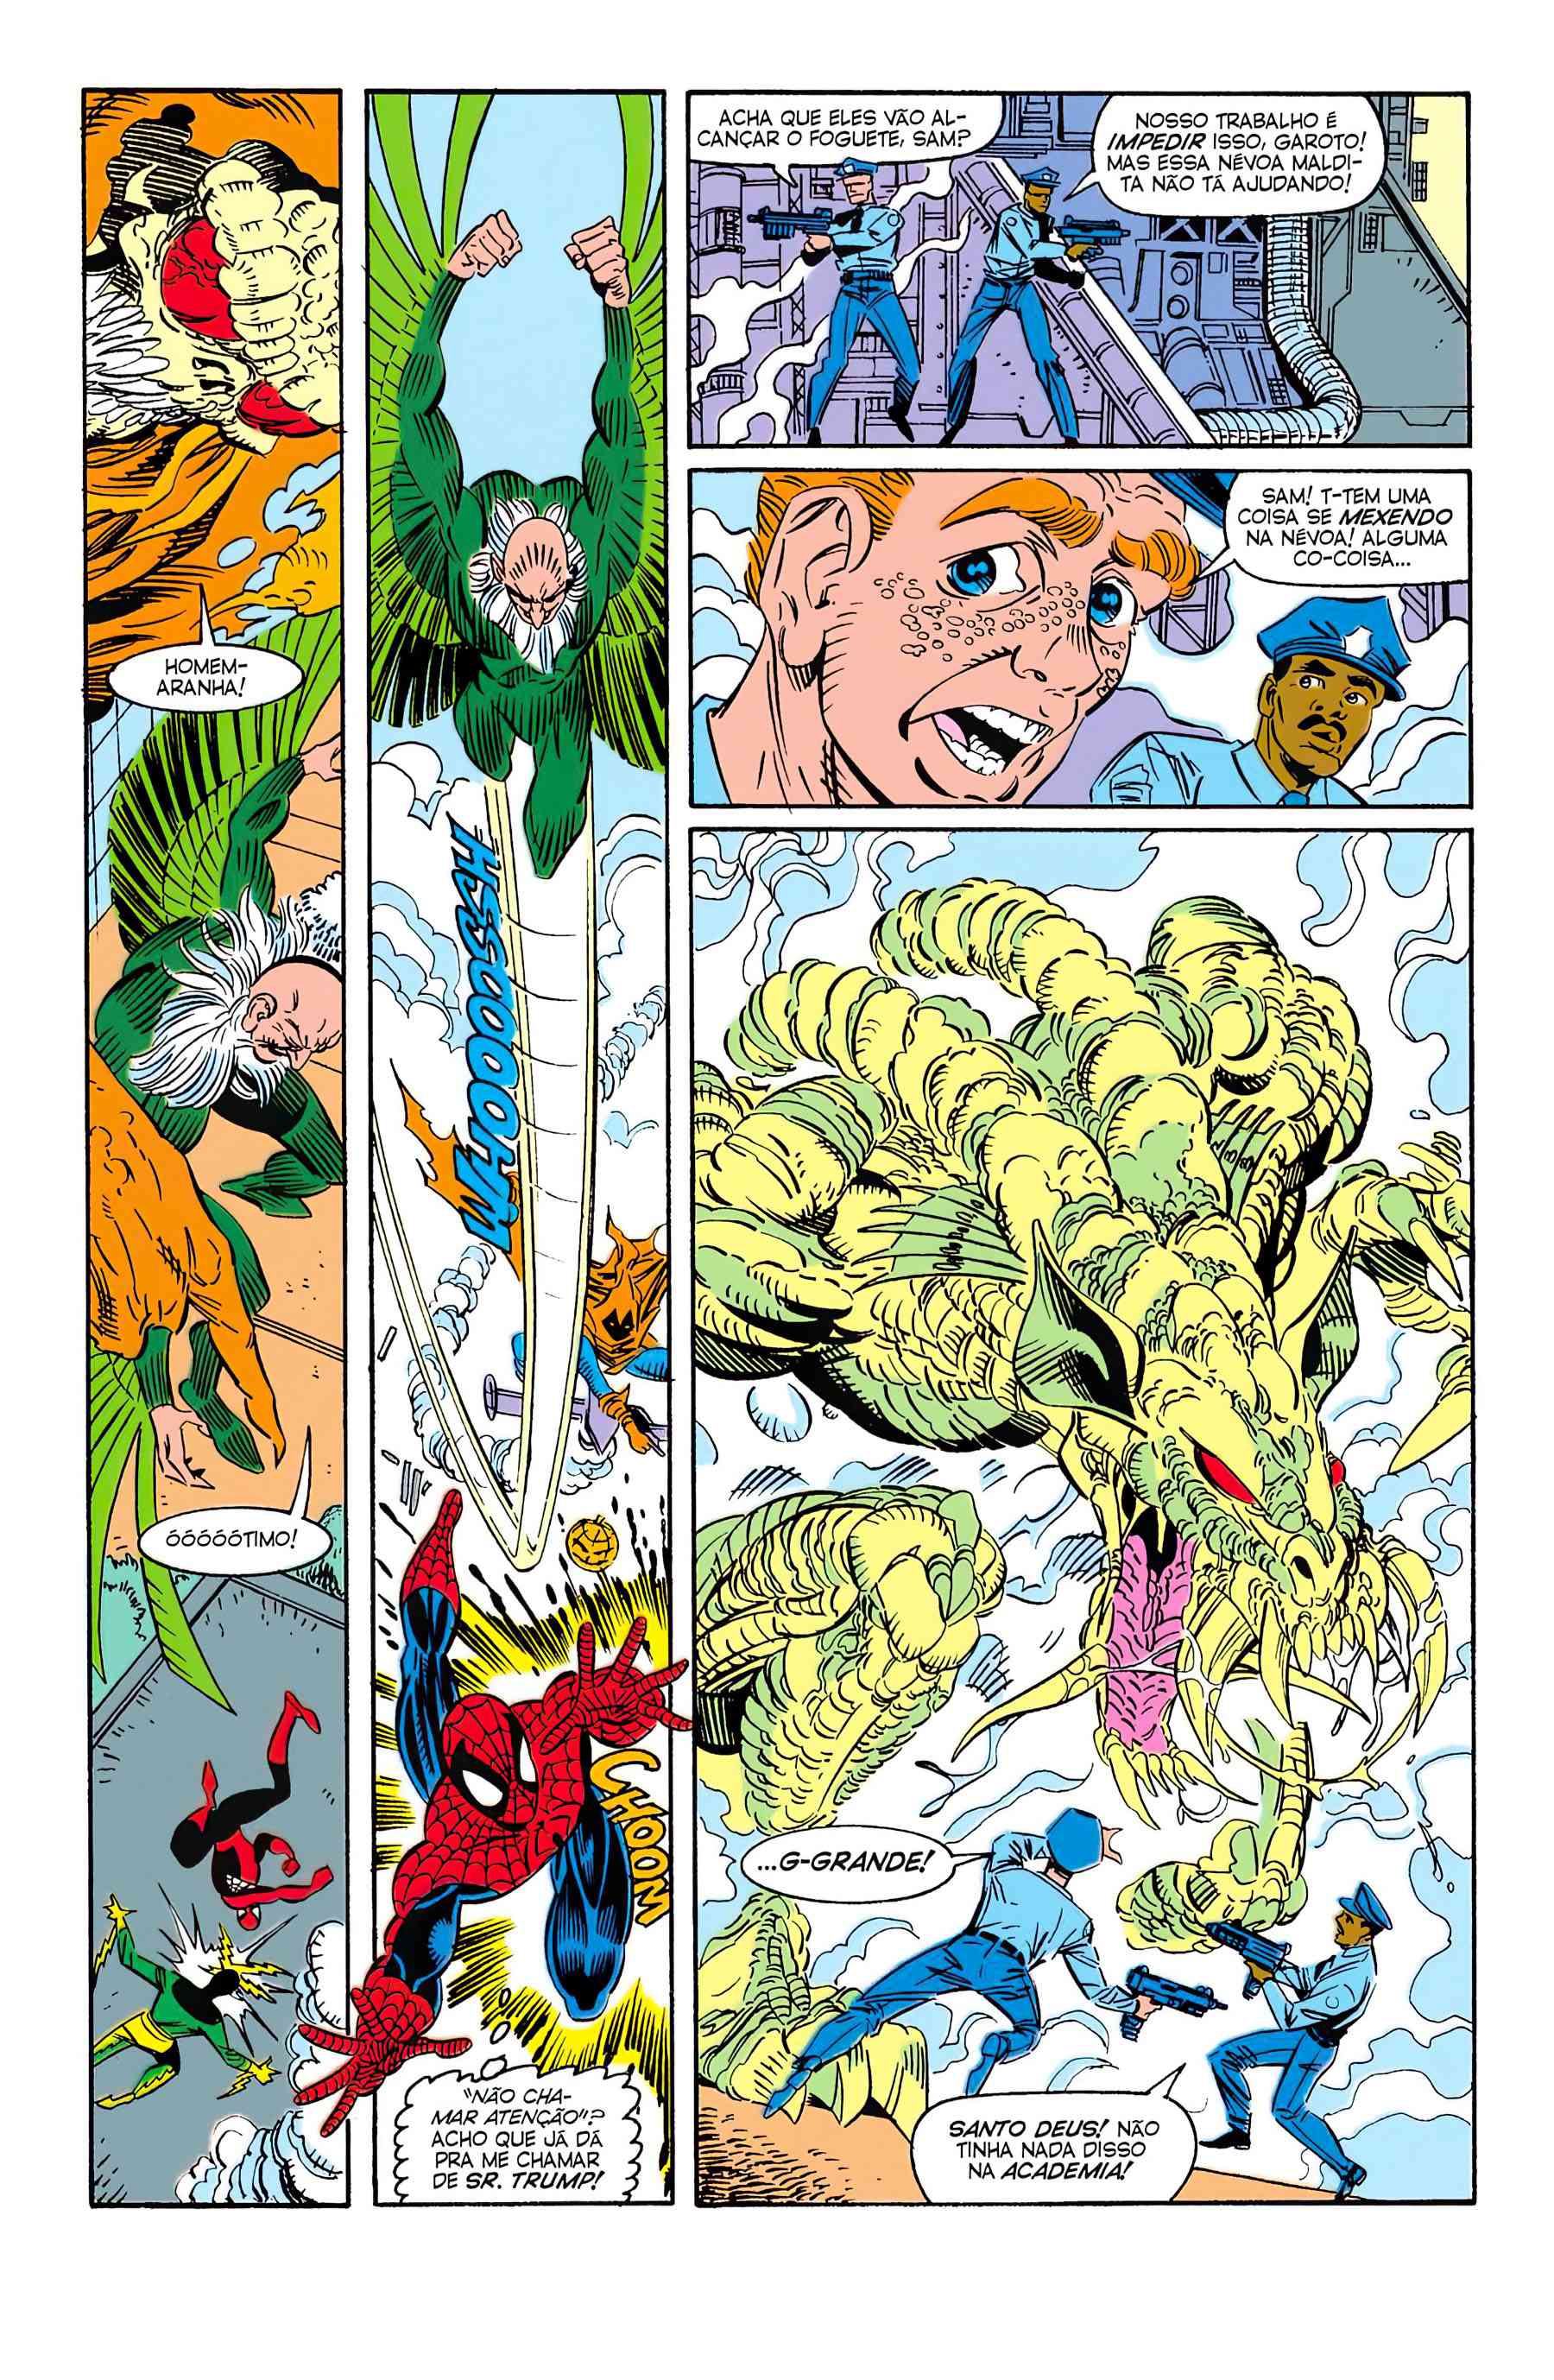 HOMEM-
ARANHA!
ÓÓÓÓÓTIMO!
HSSOOOOOHM
CHOOM
"NÃO CHA-
MAR ATENÇÃO"?
ACHO QUE JÁ DÁ
PRA ME CHAMAR
DE SR. TRUMP!
ACHA QUE ELES VÃO AL-
CANÇAR O FOGUETE, SAM?
NOSSO TRABALHO É
IMPEDIR ISSO, GAROTO!
MAS ESSA NÉVOA MALDI-
TA NÃO TÁ AJUDANDO!
SAM! T-TEM UMA
COISA SE MEXENDO
NA NÉVOA! ALGUMA
CO-COISA...
...G-GRANDE!
SANTO DEUS! NÃO
TINHA NADA DISSO
NA ACADEMIA!